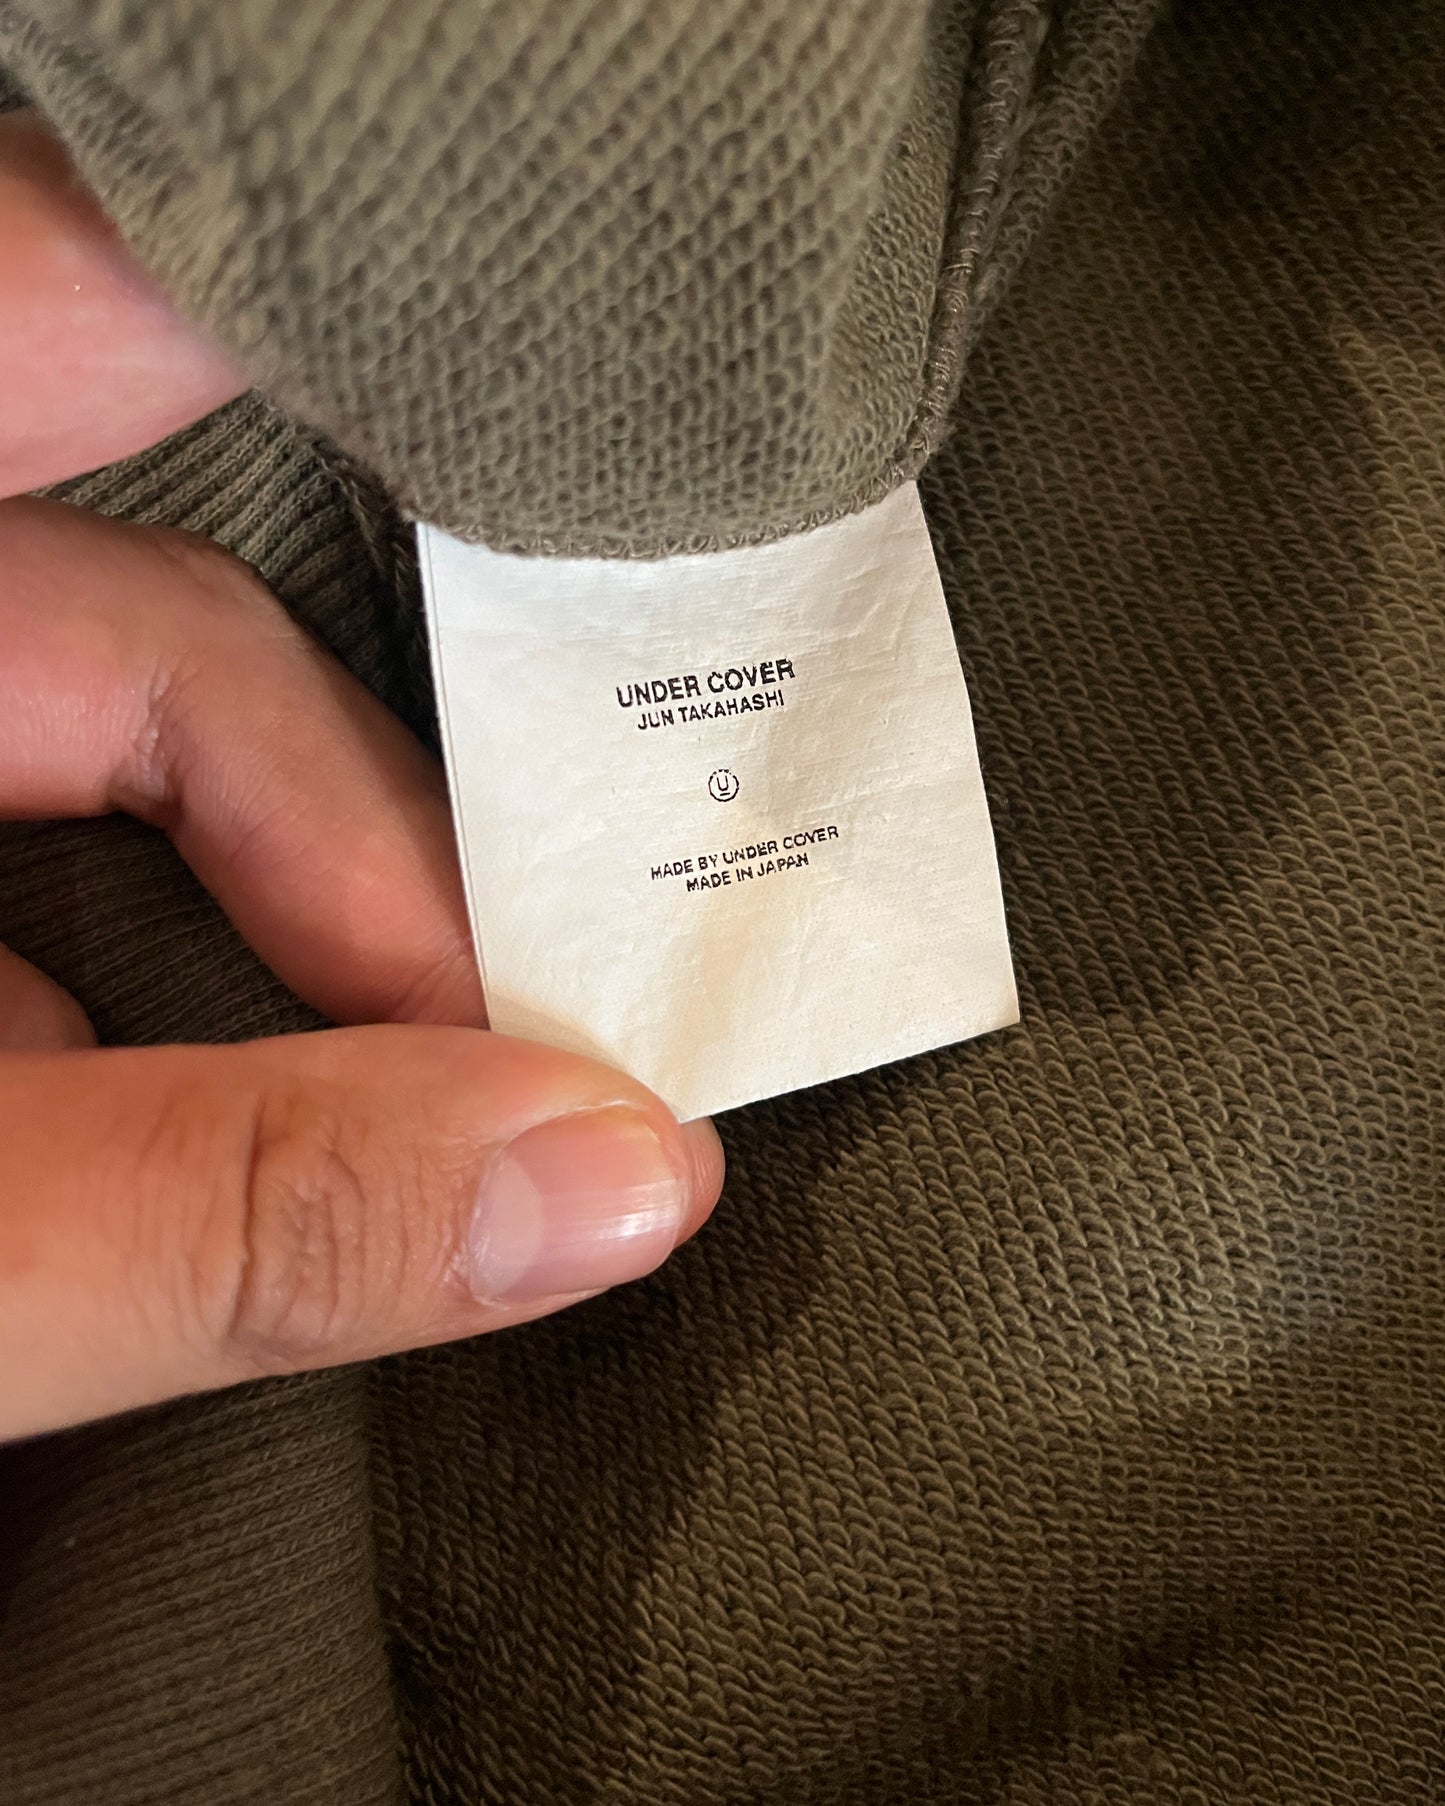 UNDER COVER
JUN TAKAHASHI
U
MADE BY UNDER COVER
MADE IN JAPAN